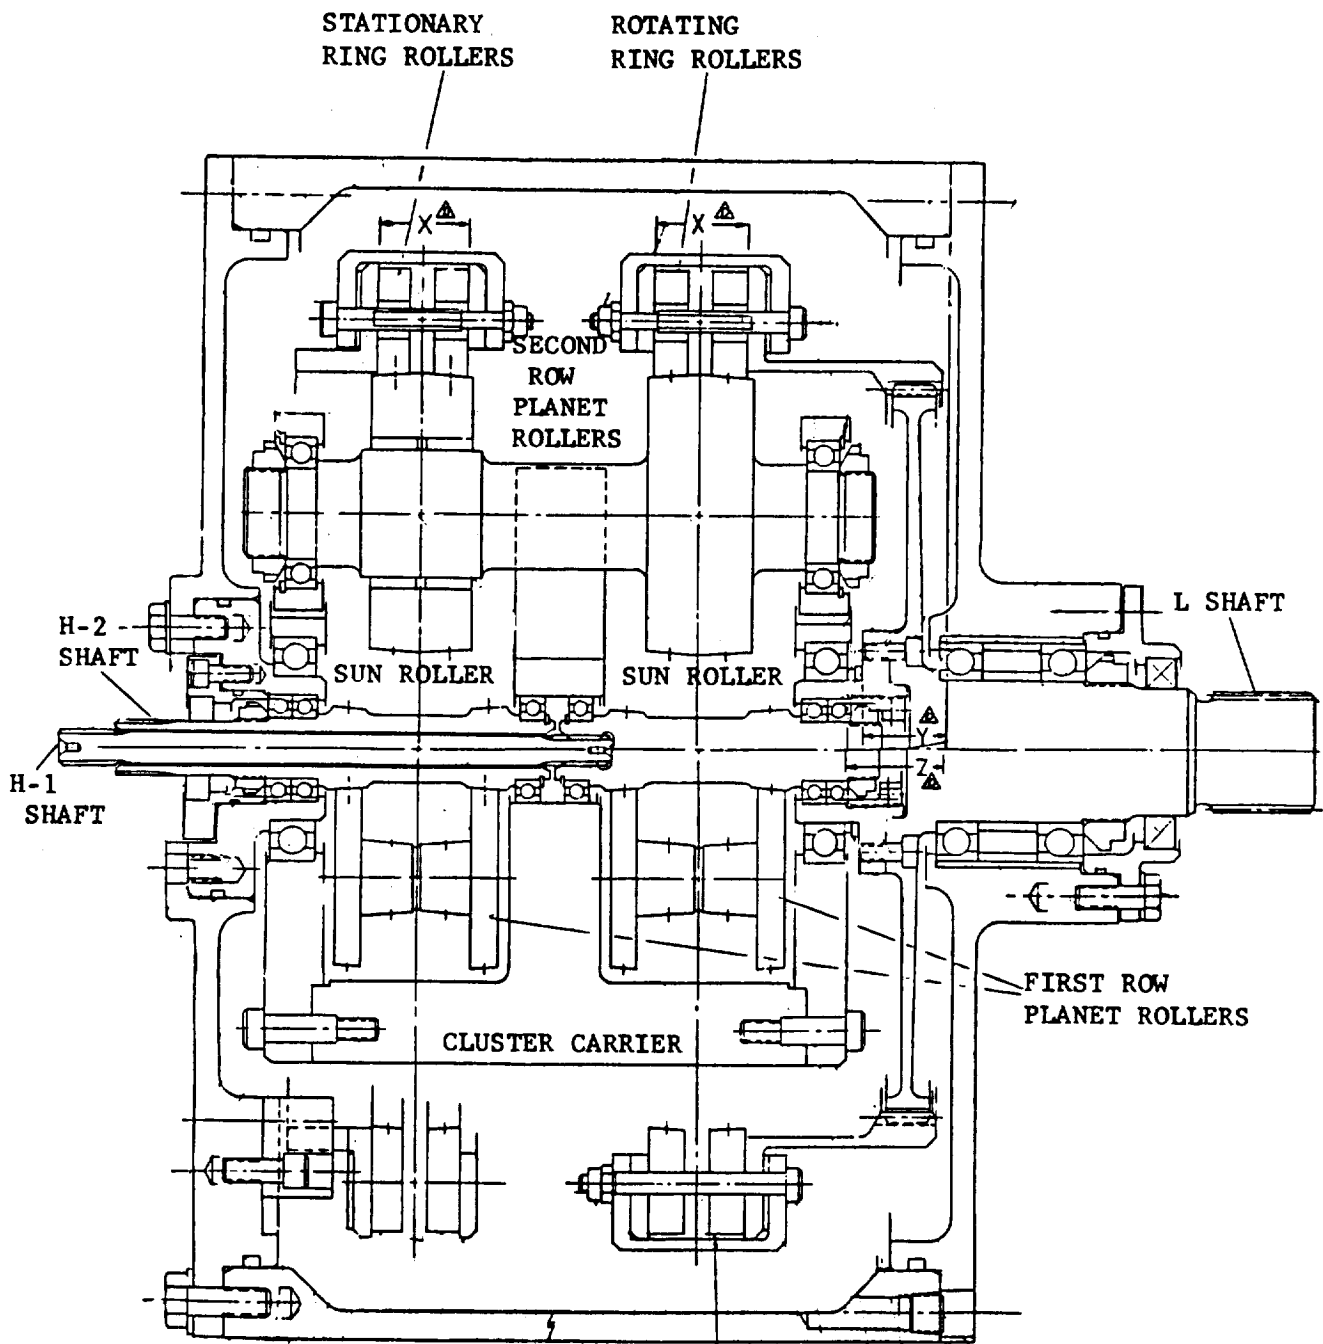 STATIONARY
RING ROLLERS
ROTATING
RING ROLLERS
X
X
SECOND
ROW
PLANET
ROLLERS
L SHAFT
H-2
SHAFT
SUN ROLLER
SUN ROLLER
Y
Z
H-1
SHAFT
FIRST ROW
PLANET ROLLERS
CLUSTER CARRIER